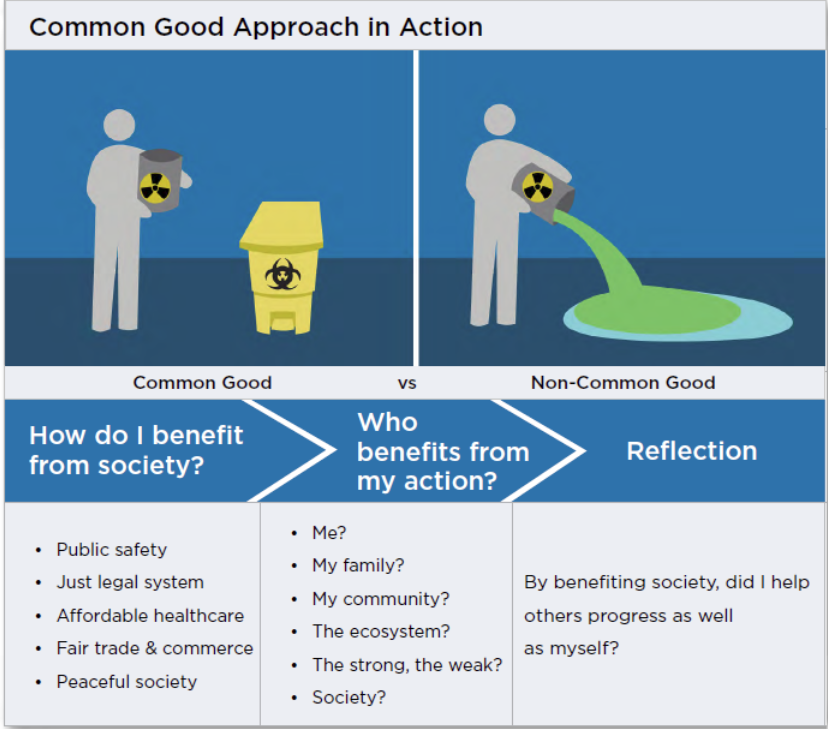 Common Good Approach in Action
Common Good
vs
Non-Common Good
How do I benefit
from society?
Who
benefits from
my action?
Reflection
• Public safety
• Just legal system
• Affordable healthcare
• Fair trade & commerce
• Peaceful society
• Me?
• My family?
• My community?
• The ecosystem?
• The strong, the weak?
• Society?
By benefiting society, did I help
others progress as well
as myself?